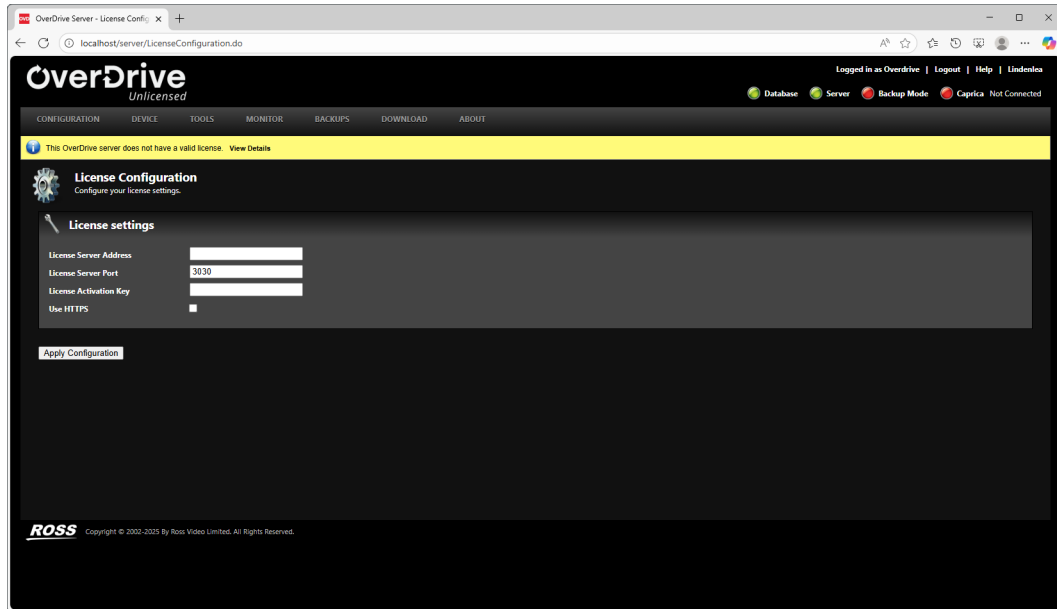 OVD OverDrive Server - License Config
localhost/server/LicenseConfiguration.do
OverDrive
Unlicensed
Logged in as Overdrive | Logout | Help | Lindenlea
Database Server Backup Mode Caprica Not Connected
CONFIGURATION DEVICE TOOLS MONITOR BACKUPS DOWNLOAD ABOUT
This OverDrive server does not have a valid license. View Details
License Configuration
Configure your license settings.
License settings
License Server Address
License Server Port 3030
License Activation Key
Use HTTPS
Apply Configuration
ROSS Copyright © 2002-2025 By Ross Video Limited. All Rights Reserved.